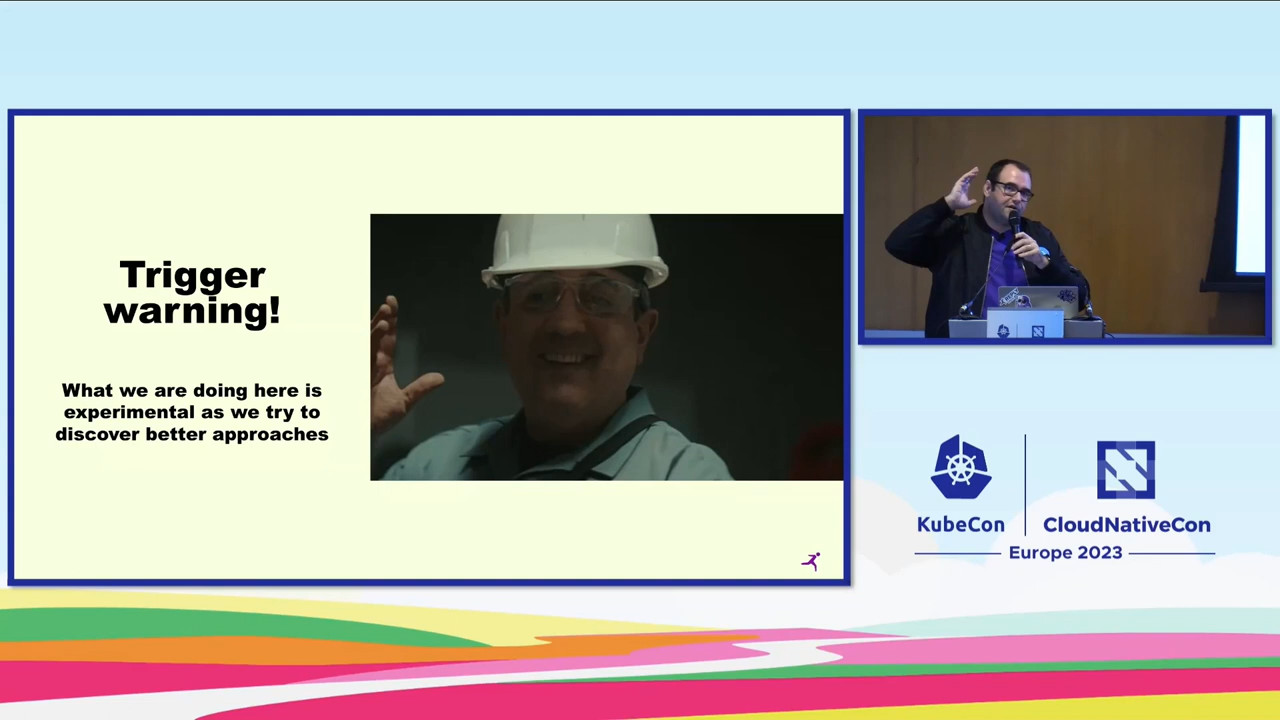 Trigger
warning!
What we are doing here is
experimental as we try to
discover better approaches
KubeCon
CloudNativeCon
Europe 2023